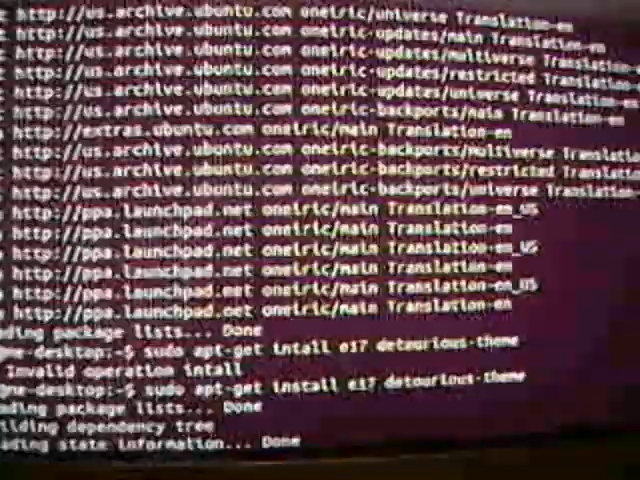 http://us.archive.ubuntu.com oneiric/universe Translation-en
http://us.archive.ubuntu.com oneiric-updates/main Translation-en
http://us.archive.ubuntu.com oneiric-updates/multiverse Translation-en
http://us.archive.ubuntu.com oneiric-updates/restricted Translation-
http://us.archive.ubuntu.com oneiric-updates/universe Translation-en
http://us.archive.ubuntu.com oneiric-backports/main Translation-en
http://extras.ubuntu.com oneiric/main Translation-en
http://us.archive.ubuntu.com oneiric-backports/multiverse Translation
http://us.archive.ubuntu.com oneiric-backports/restricted Translatio
http://us.archive.ubuntu.com oneiric-backports/universe Translation-
http://ppa.launchpad.net oneiric/main Translation-en_US
http://ppa.launchpad.net oneiric/main Translation-en
http://ppa.launchpad.net oneiric/main Translation-en_US
http://ppa.launchpad.net oneiric/main Translation-en
http://ppa.launchpad.net oneiric/main Translation-en_US
http://ppa.launchpad.net oneiric/main Translation-en
ding package lists... Done
me-desktop:~$ sudo apt-get intall e17 detourious-theme
Invalid operation intall
me-desktop:~$ sudo apt-get install e17 detourious-theme
ading package lists... Done
ilding dependency tree
ading state information... Done